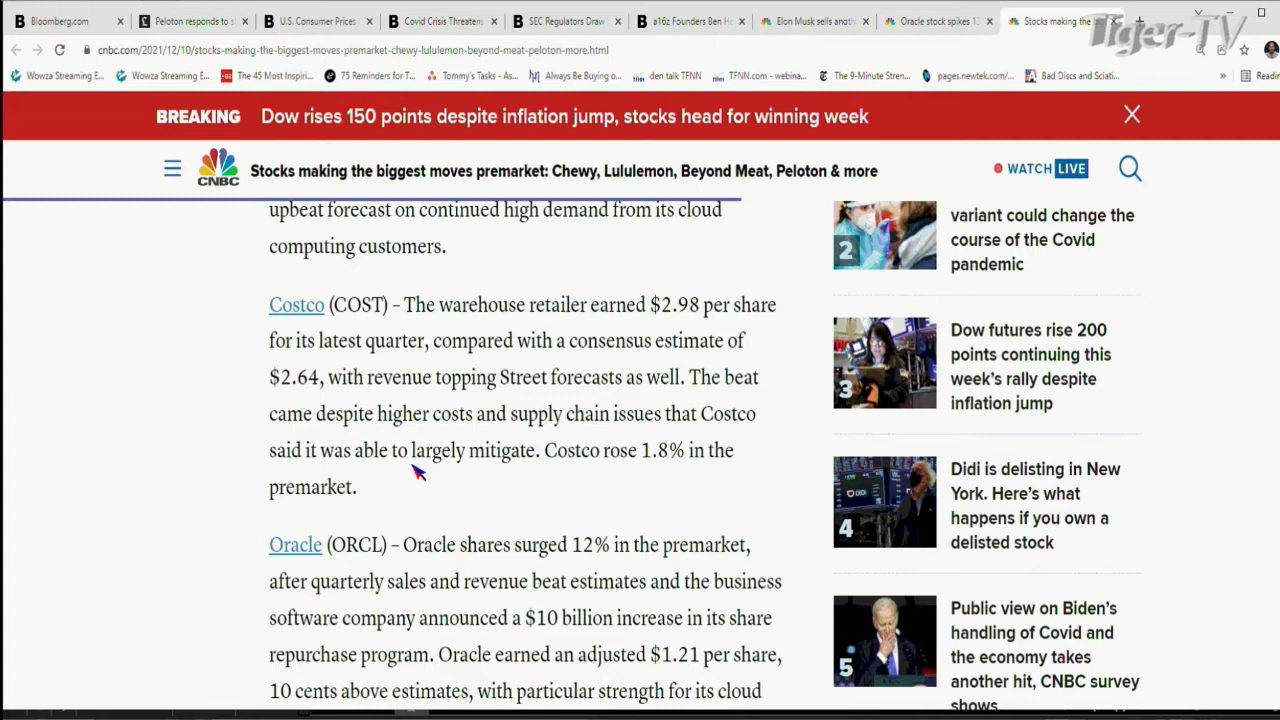 Bloomberg.com
Peloton responds to s
U.S. Consumer Prices
Covid Crisis Threatens
SEC Regulators Draw
a16z Founders Ben H
Elon Musk sells anoth
Oracle stock spikes 1
Stocks making the b
Tiger-TV
cnbc.com/2021/12/10/stocks-making-the-biggest-moves-premarket-chewy-lululemon-beyond-meat-peloton-more.html
Wowza Streaming E...
Wowza Streaming E...
The 45 Most Inspiri...
75 Reminders for T...
Tommy's Tasks - As...
Always Be Buying o...
den talk TFNN
TFNN.com - webina...
The 9-Minute Stren...
pages.newtek.com/...
Bad Discs and Sciati...
»
Readin
BREAKING Dow rises 150 points despite inflation jump, stocks head for winning week
CNBC
Stocks making the biggest moves premarket: Chewy, Lululemon, Beyond Meat, Peloton & more
WATCH LIVE
upbeat forecast on continued high demand from its cloud
computing customers.
Costco (COST) – The warehouse retailer earned $2.98 per share
for its latest quarter, compared with a consensus estimate of
$2.64, with revenue topping Street forecasts as well. The beat
came despite higher costs and supply chain issues that Costco
said it was able to largely mitigate. Costco rose 1.8% in the
premarket.
Oracle (ORCL) – Oracle shares surged 12% in the premarket,
after quarterly sales and revenue beat estimates and the business
software company announced a $10 billion increase in its share
repurchase program. Oracle earned an adjusted $1.21 per share,
10 cents above estimates, with particular strength for its cloud
2
variant could change the
course of the Covid
pandemic
3
Dow futures rise 200
points continuing this
week's rally despite
inflation jump
4
Didi is delisting in New
York. Here's what
happens if you own a
delisted stock
5
Public view on Biden's
handling of Covid and
the economy takes
another hit, CNBC survey
shows